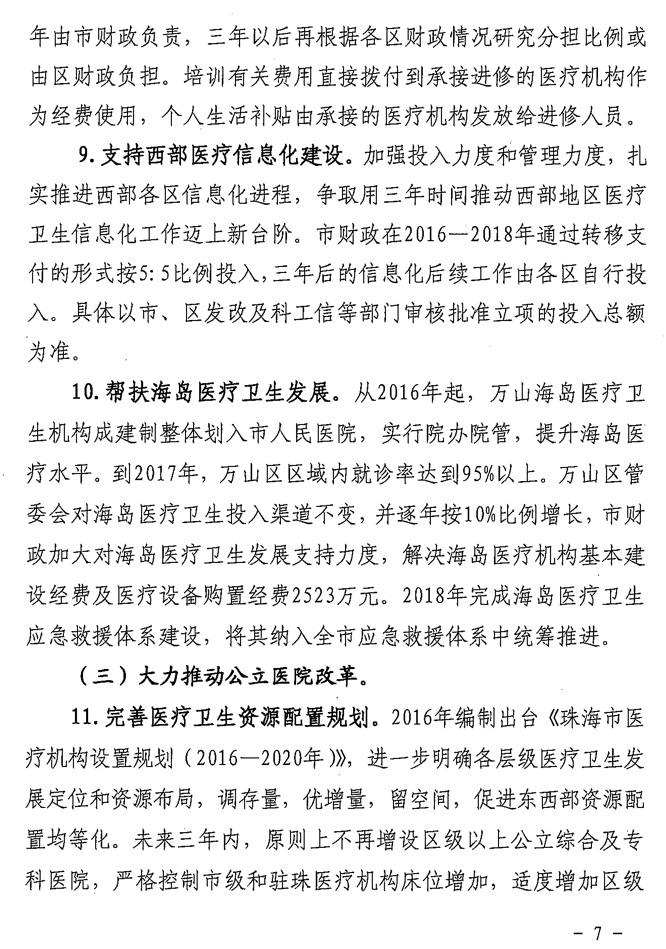 年由市财政负责，三年以后再根据各区财政情况研究分担比例或
由区财政负担。培训有关费用直接拨付到承接进修的医疗机构作
为经费使用，个人生活补贴由承接的医疗机构发放给进修人员。
9.支持西部医疗信息化建设。加强投入力度和管理力度，扎
实推进西部各区信息化进程，争取用三年时间推动西部地区医疗
卫生信息化工作迈上新台阶。市财政在2016—2018年通过转移支
付的形式按5:5比例投入,三年后的信息化后续工作由各区自行投
入。具体以市、区发改及科工信等部门审核批准立项的投入总额
为准。
10.帮扶海岛医疗卫生发展。从2016年起，万山海岛医疗卫
生机构成建制整体划入市人民医院，实行院办院管，提升海岛医
疗水平。到2017年，万山区区域内就诊率达到95%以上。万山区管
委会对海岛医疗卫生投入渠道不变，并逐年按10%比例增长，市财
政加大对海岛医疗卫生发展支持力度，解决海岛医疗机构基本建
设经费及医疗设备购置经费2523万元。2018年完成海岛医疗卫生
应急救援体系建设，将其纳入全市应急救援体系中统筹推进。
（三）大力推动公立医院改革。
11.完善医疗卫生资源配置规划。2016年编制出台《珠海市医
疗机构设置规划（2016—2020年）》，进一步明确各层级医疗卫生发
展定位和资源布局，调存量，优增量，留空间，促进东西部资源配
置均等化。未来三年内，原则上不再增设区级以上公立综合及专
科医院，严格控制市级和驻珠医疗机构床位增加，适度增加区级
- 7 -